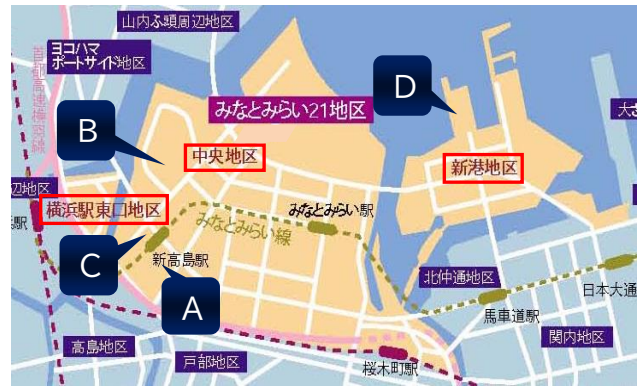 山内ふ頭周辺地区
ヨコハマ
ポートサイド地区
首都高速横羽線
D
みなとみらい21地区
B
中央地区
新港地区
辺地区
横浜駅東口地区
駅
みなとみらい駅
みなとみらい線
C
新高島駅
A
北仲通地区
日本大通
馬車道駅
高島地区
戸部地区
桜木町駅
関内地区